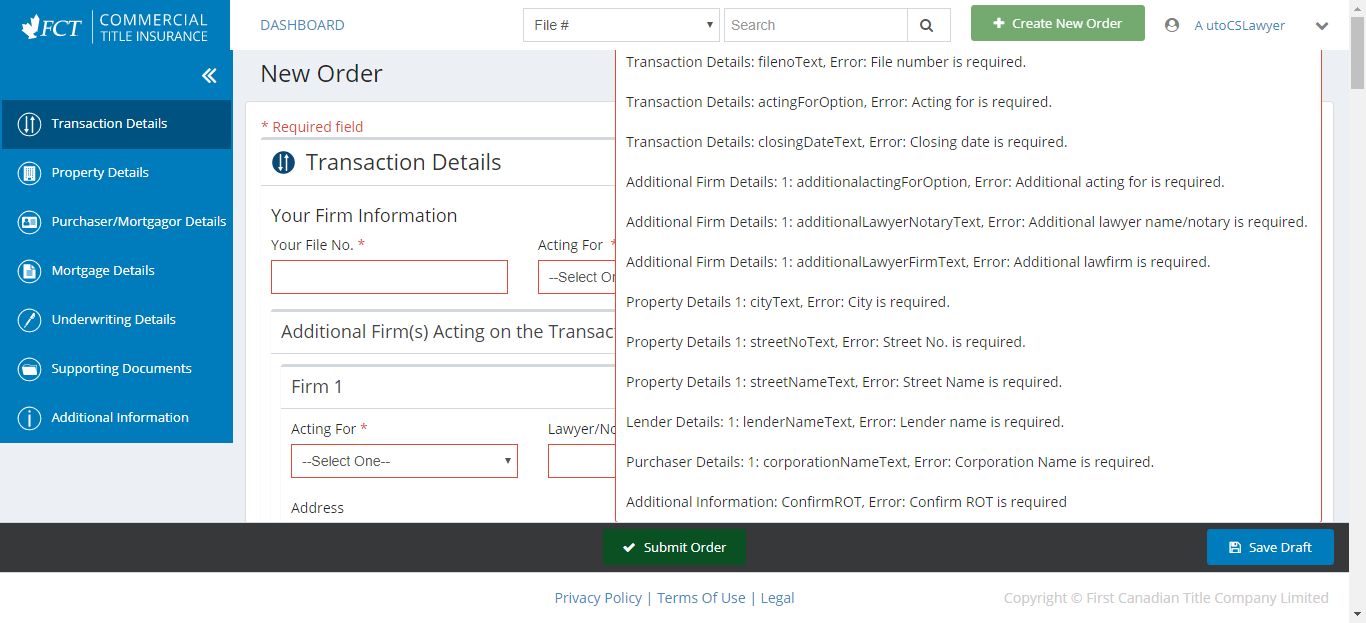 FCT
COMMERCIAL
TITLE INSURANCE
DASHBOARD
File #
Search
Create New Order
A utoCSLawyer
Transaction Details
Property Details
Purchaser/Mortgagor Details
Mortgage Details
Underwriting Details
Supporting Documents
Additional Information
New Order
* Required field
Transaction Details
Your Firm Information
Your File No. *
Acting For *
--Select Or
Additional Firm(s) Acting on the Transac
Firm 1
Acting For *
Lawyer/No
--Select One--
Address
Transaction Details: filenoText, Error: File number is required.
Transaction Details: actingForOption, Error: Acting for is required.
Transaction Details: closingDateText, Error: Closing date is required.
Additional Firm Details: 1: additionalactingForOption, Error: Additional acting for is required.
Additional Firm Details: 1: additionalLawyerNotaryText, Error: Additional lawyer name/notary is required.
Additional Firm Details: 1: additionalLawyerFirmText, Error: Additional lawfirm is required.
Property Details 1: cityText, Error: City is required.
Property Details 1: streetNoText, Error: Street No. is required.
Property Details 1: streetNameText, Error: Street Name is required.
Lender Details: 1: lenderNameText, Error: Lender name is required.
Purchaser Details: 1: corporationNameText, Error: Corporation Name is required.
Additional Information: ConfirmROT, Error: Confirm ROT is required
Submit Order
Save Draft
Privacy Policy | Terms Of Use | Legal
Copyright © First Canadian Title Company Limited